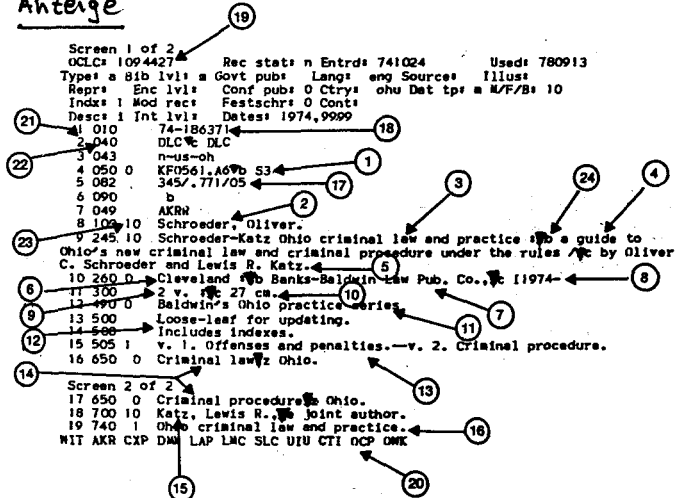 Anterge
19
Screen 1 of 2
OCLC: 1094427 Rec stat: n Entrd: 741024 Used: 780913
Type: a Bib lvl: m Govt pub: Lang: eng Source: Illus:
Repr: Enc lvl: Conf pub: 0 Ctry: ohu Dat tp: m M/F/B: 10
Indx: 1 Mod rec: Festschr: 0 Cont:
Desc: i Int lvl: Dates: 1974,9999
21 1 010 74-186371 18
22 2 040 DLC c DLC
3 043 n-us-oh
4 050 0 KFO561.A6 b S3 1
5 082 345/.771/05 17
6 090 b
7 049 AKRR 2 3 24 4
23 8 100 10 Schroeder, Oliver.
9 245 10 Schroeder-Katz Ohio criminal law and practice : b a guide to
Ohio's new criminal law and criminal procedure under the rules / c by Oliver
C. Schroeder and Lewis R. Katz. 5
6 10 260 0 Cleveland : b Banks-Baldwin Law Pub. Co., c [1974- 8
9 11 300 2 v. ; c 27 cm. 10 7
12 490 0 Baldwin's Ohio practice series
13 500 Loose-leaf for updating. 11
12 14 500 Includes indexes.
15 505 1 v. 1. Offenses and penalties.--v. 2. Criminal procedure.
16 650 0 Criminal law z Ohio.
14 13
Screen 2 of 2
17 650 0 Criminal procedure z Ohio.
18 700 10 Katz, Lewis R., joint author.
19 740 1 Ohio criminal law and practice. 16
WIT AKR CXP DMM LAP LMC SLC UIU CTI OCP OWK
15 20